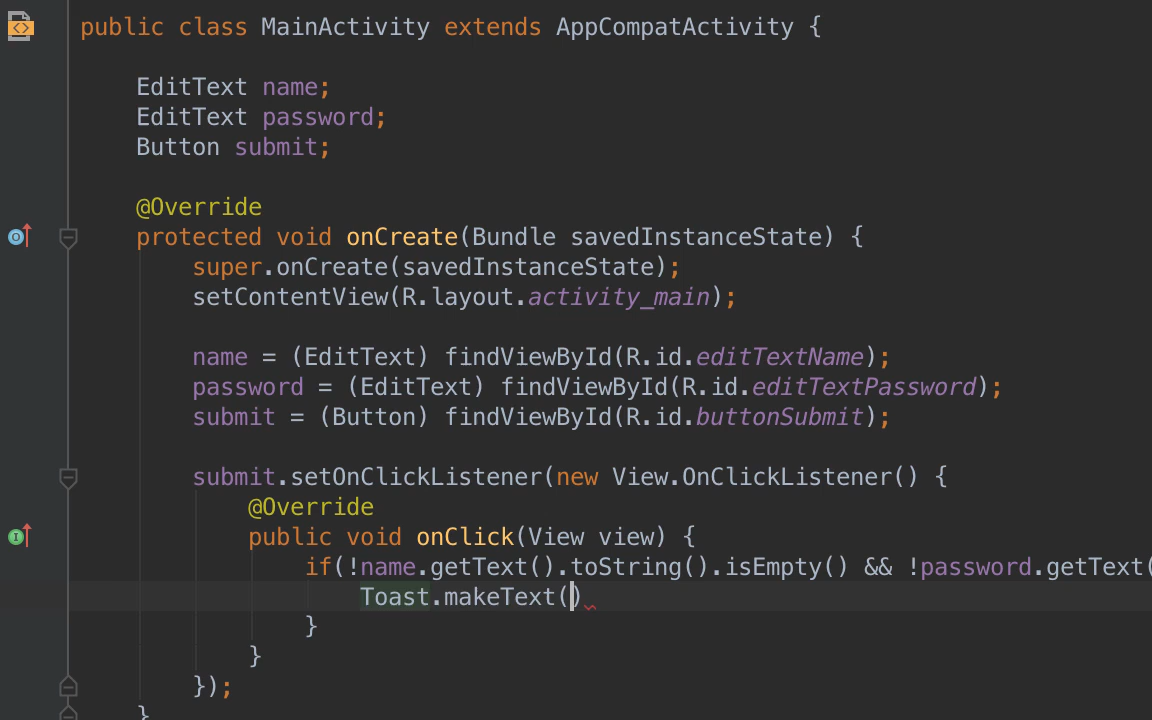 public class MainActivity extends AppCompatActivity {
EditText name;
EditText password;
Button submit;
@Override
protected void onCreate(Bundle savedInstanceState) {
super.onCreate(savedInstanceState);
setContentView(R.layout.activity_main);
name = (EditText) findViewById(R.id.editTextName);
password = (EditText) findViewById(R.id.editTextPassword);
submit = (Button) findViewById(R.id.buttonSubmit);
submit.setOnClickListener(new View.OnClickListener() {
@Override
public void onClick(View view) {
if(!name.getText().toString().isEmpty() && !password.getText(
Toast.makeText()
}
}
});
}